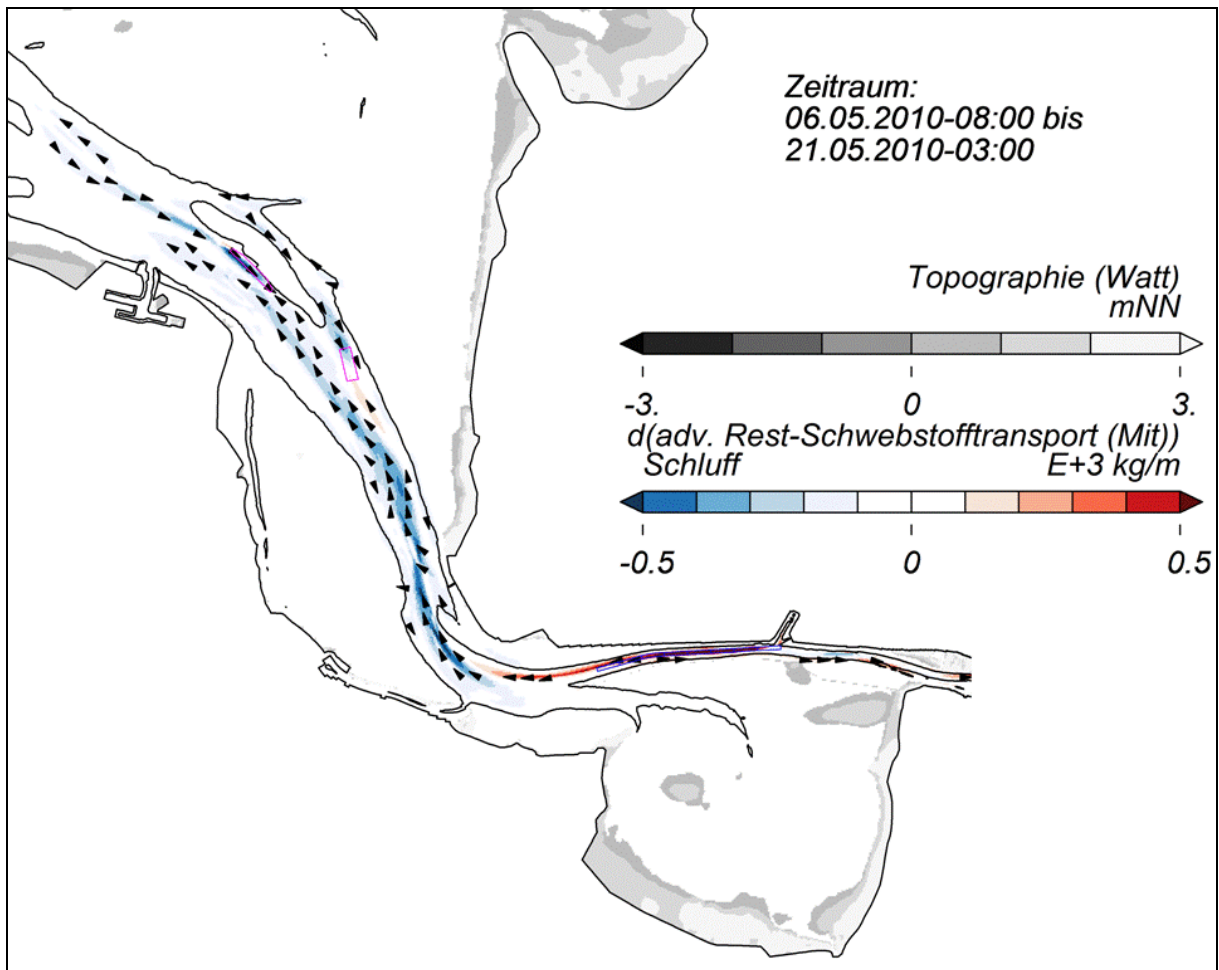 Zeitraum:
06.05.2010-08:00 bis
21.05.2010-03:00
Topographie (Watt)
mNN
-3. 0 3.
d(adv. Rest-Schwebstofftransport (Mit))
Schluff E+3 kg/m
-0.5 0 0.5